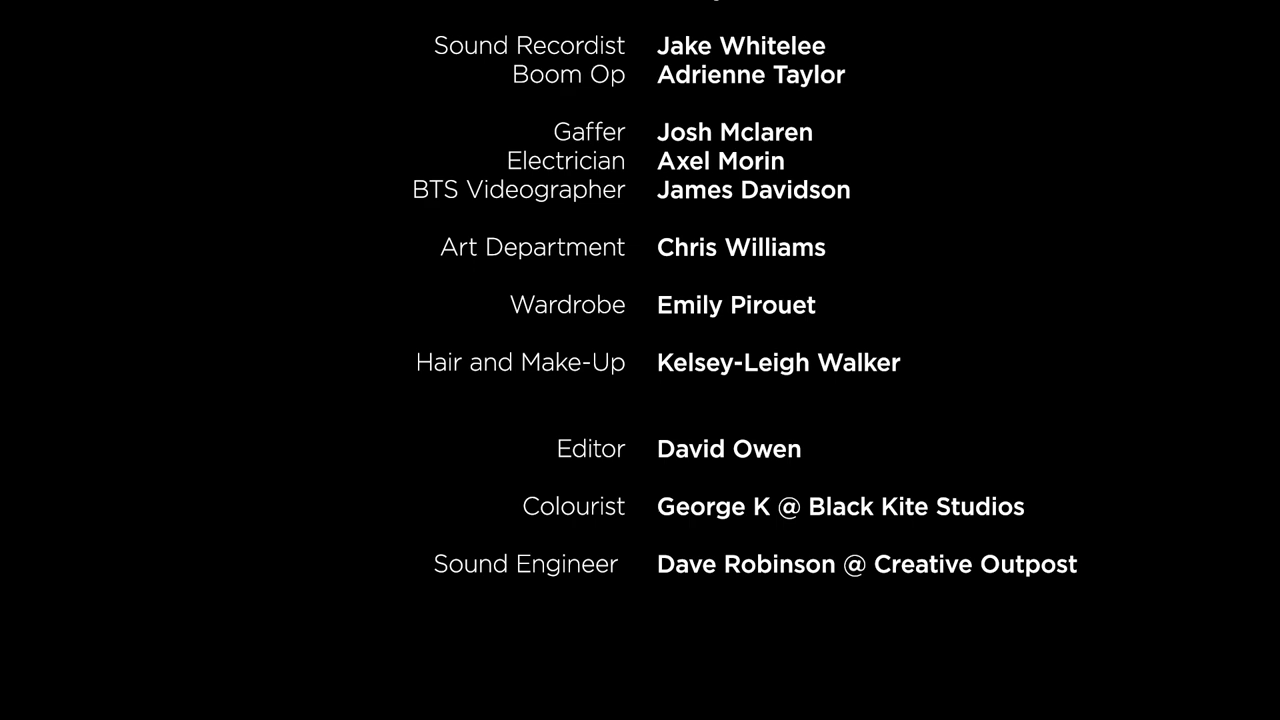 Sound Recordist Jake Whitelee
Boom Op Adrienne Taylor
Gaffer Josh Mclaren
Electrician Axel Morin
BTS Videographer James Davidson
Art Department Chris Williams
Wardrobe Emily Pirouet
Hair and Make-Up Kelsey-Leigh Walker
Editor David Owen
Colourist George K @ Black Kite Studios
Sound Engineer Dave Robinson @ Creative Outpost